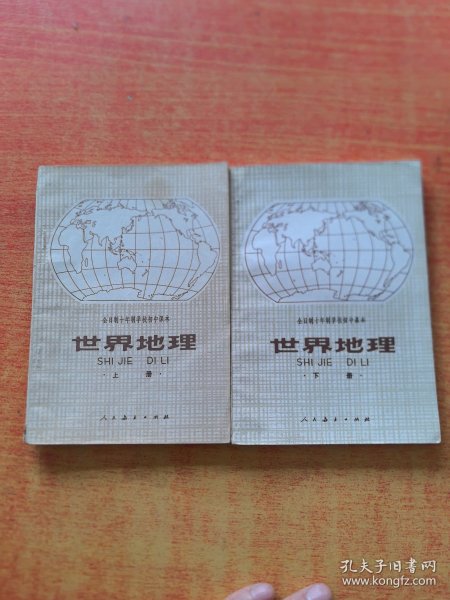 全日制十年制学校初中课本
世界地理
SHI JIE DI LI
·上册·
人民教育出版社
全日制十年制学校初中课本
世界地理
SHI JIE DI LI
·下册·
人民教育出版社
孔夫子旧书网
www.kongfz.com